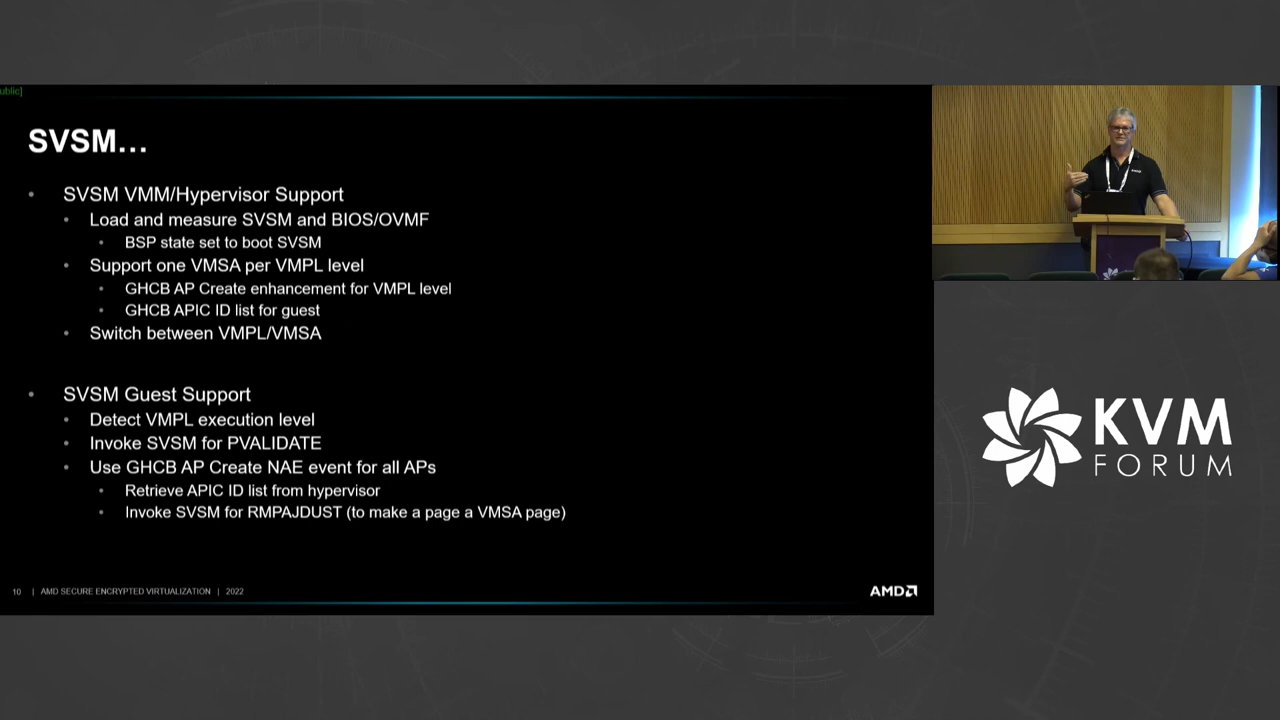 ublic]
SVSM...
• SVSM VMM/Hypervisor Support
• Load and measure SVSM and BIOS/OVMF
• BSP state set to boot SVSM
• Support one VMSA per VMPL level
• GHCB AP Create enhancement for VMPL level
• GHCB APIC ID list for guest
• Switch between VMPL/VMSA
• SVSM Guest Support
• Detect VMPL execution level
• Invoke SVSM for PVALIDATE
• Use GHCB AP Create NAE event for all APs
• Retrieve APIC ID list from hypervisor
• Invoke SVSM for RMPAJDUST (to make a page a VMSA page)
10 | AMD SECURE ENCRYPTED VIRTUALIZATION | 2022
AMD
KVM
FORUM